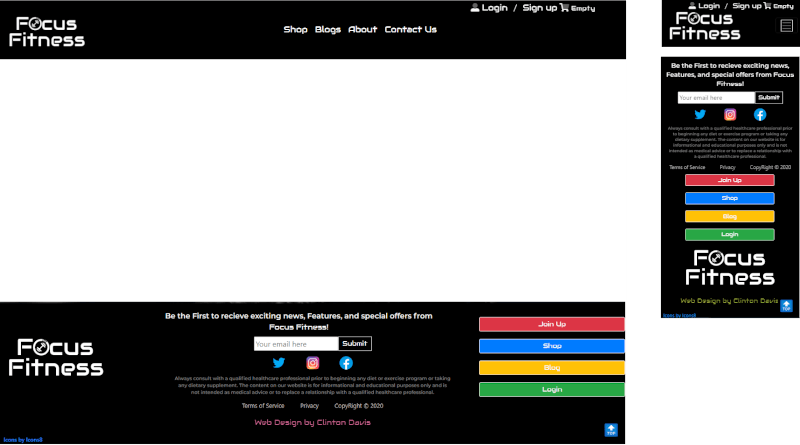 Login / Sign up Empty
Focus
Fitness
Shop Blogs About Contact Us
Be the First to recieve exciting news, Features, and special offers from
Focus Fitness!
Enter your email here
Submit
Focus
Fitness
Always consult with a qualified healthcare professional prior to beginning any diet or exercise program or taking
any dietary supplement. The content on our website is for informational and educational purposes only and is
not intended as medical advice or to replace a relationship with a qualified healthcare professional.
Terms of Service Privacy CopyRight © 2020
Web Design by Clinton Davis
Join Up
Shop
Blog
Login
TOP
Icons by Icons8
Login / Sign up Empty
Focus
Fitness
Be the First to recieve exciting news,
Features, and special offers from Focus
Fitness!
Your email here
Submit
Always consult with a qualified healthcare professional prior
to beginning any diet or exercise program or taking any
dietary supplement. The content on our website is for
informational and educational purposes only and is not
intended as medical advice or to replace a relationship with
a qualified healthcare professional.
Terms of Service Privacy CopyRight © 2020
Join Up
Shop
Blog
Login
Focus
Fitness
Web Design by Clinton Davis
TOP
Icons by Icons8